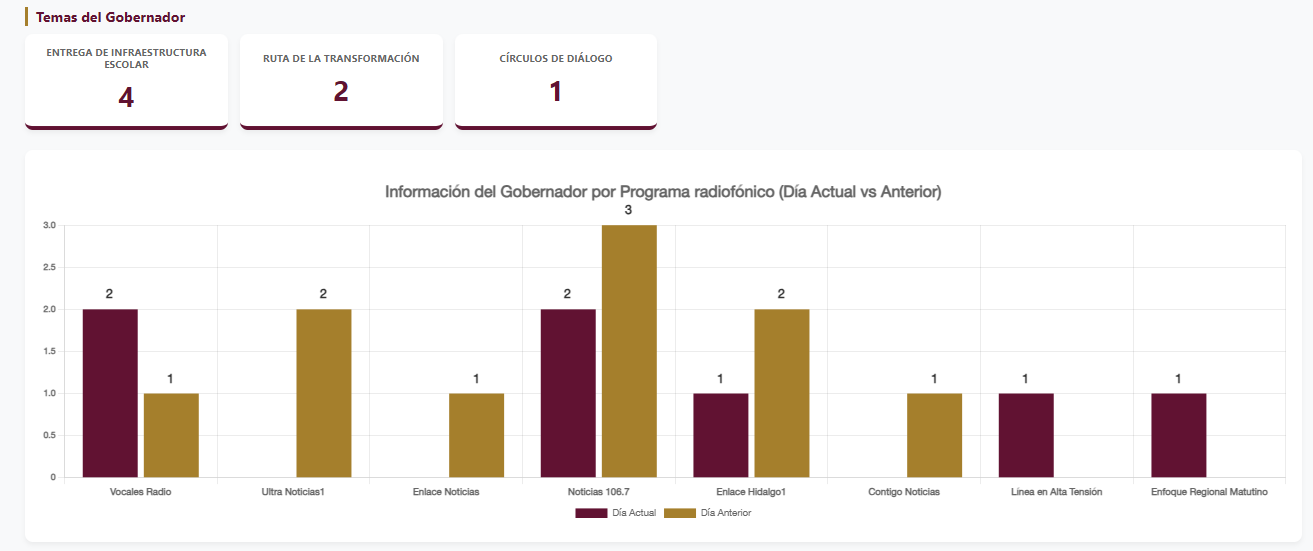 Temas del Gobernador
ENTREGA DE INFRAESTRUCTURA
ESCOLAR
4
RUTA DE LA TRANSFORMACIÓN
2
CÍRCULOS DE DIÁLOGO
1
Información del Gobernador por Programa radiofónico (Día Actual vs Anterior)
3.0
2.5
2.0
1.5
1.0
0.5
0
2
1
2
1
2
3
1
2
1
1
1
Vocales Radio
Ultra Noticias1
Enlace Noticias
Noticias 106.7
Enlace Hidalgo1
Contigo Noticias
Línea en Alta Tensión
Enfoque Regional Matutino
Día Actual
Día Anterior